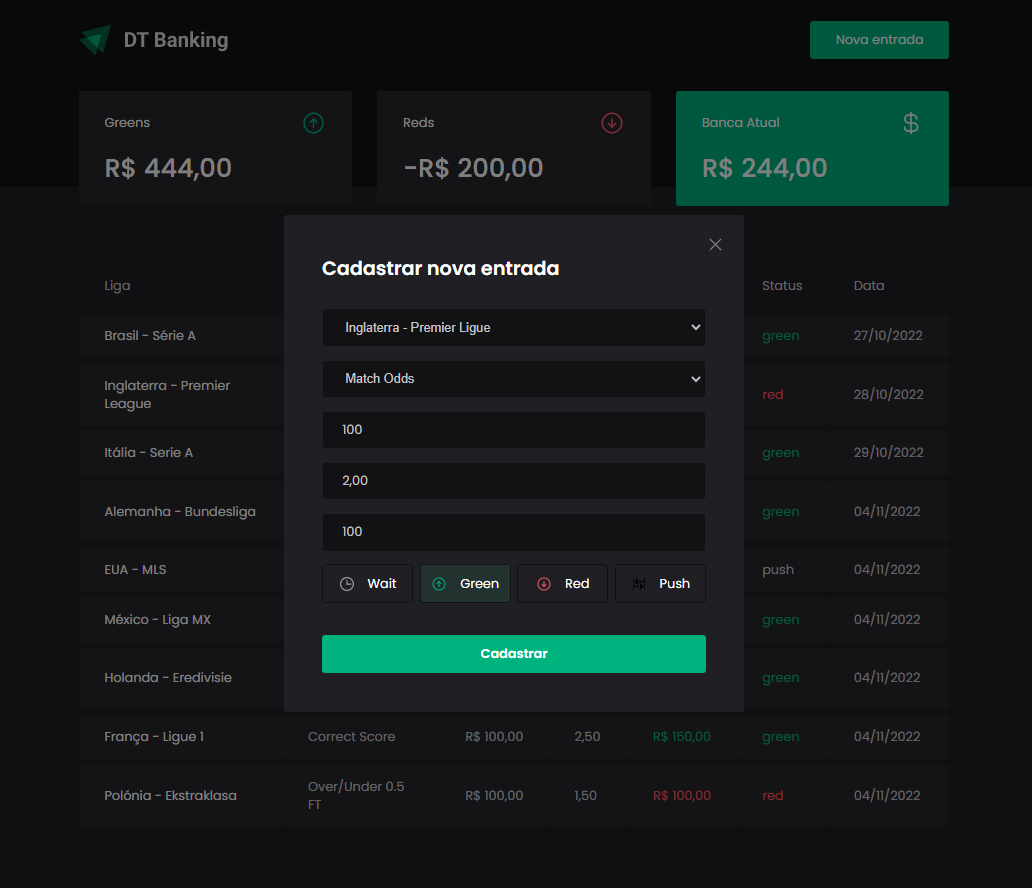 DT Banking
Nova entrada
Greens
R$ 444,00
Reds
-R$ 200,00
Banca Atual
$
R$ 244,00
Cadastrar nova entrada
Inglaterra - Premier Ligue
Match Odds
100
2,00
100
Wait
Green
Red
Push
Cadastrar
Liga
Status
Data
Brasil - Série A
green
27/10/2022
Inglaterra - Premier
League
red
28/10/2022
Itália - Serie A
green
29/10/2022
Alemanha - Bundesliga
green
04/11/2022
EUA - MLS
push
04/11/2022
México - Liga MX
green
04/11/2022
Holanda - Eredivisie
green
04/11/2022
França - Ligue 1
Correct Score
R$ 100,00
2,50
R$ 150,00
green
04/11/2022
Polónia - Ekstraklasa
Over/Under 0.5
FT
R$ 100,00
1,50
R$ 100,00
red
04/11/2022